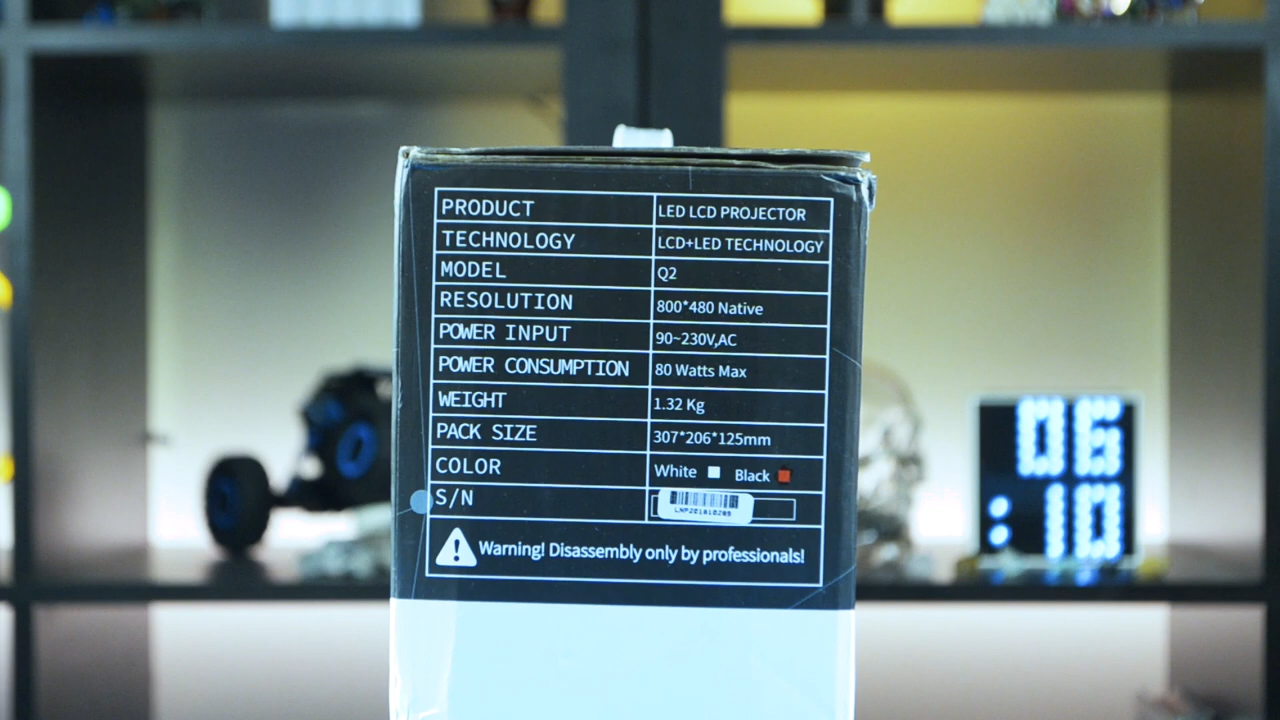 PRODUCT LED LCD PROJECTOR
TECHNOLOGY LCD+LED TECHNOLOGY
MODEL Q2
RESOLUTION 800*480 Native
POWER INPUT 90~230V,AC
POWER CONSUMPTION 80 Watts Max
WEIGHT 1.32 Kg
PACK SIZE 307*206*125mm
COLOR White Black
S/N LNP201810205
Warning! Disassembly only by professionals!
06
:10